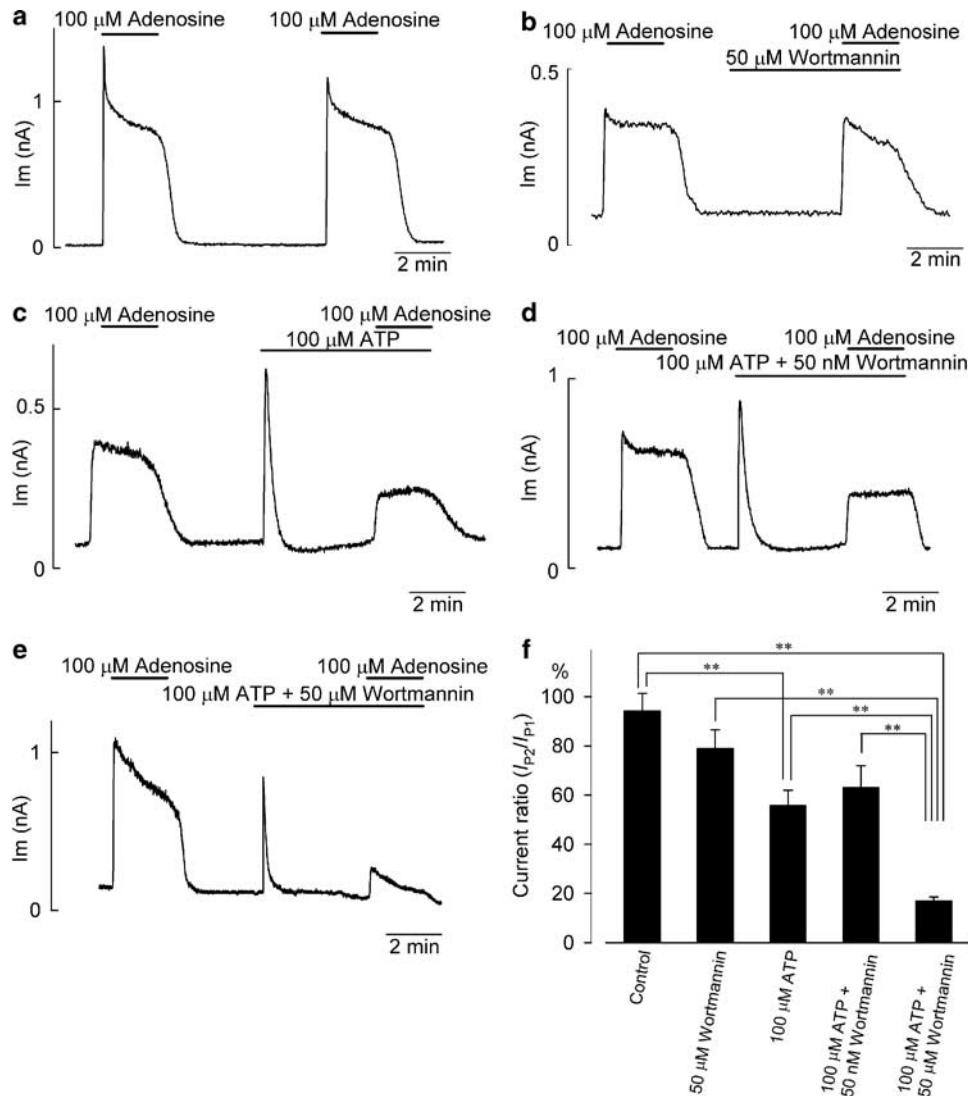 a
100 μM Adenosine 100 μM Adenosine
1
Im (nA)
0
2 min
b
100 μM Adenosine 100 μM Adenosine
50 μM Wortmannin
0.5
Im (nA)
0
2 min
c
100 μM Adenosine 100 μM Adenosine
100 μM ATP
0.5
Im (nA)
0
2 min
d
100 μM Adenosine 100 μM Adenosine
100 μM ATP + 50 nM Wortmannin
1
Im (nA)
0
2 min
e
100 μM Adenosine 100 μM Adenosine
100 μM ATP + 50 μM Wortmannin
1
Im (nA)
0
2 min
f
%
**
**
**
**
**
100
80
60
40
20
0
Current ratio (IP2/IP1)
Control
50 μM Wortmannin
100 μM ATP
100 μM ATP +
50 nM Wortmannin
100 μM ATP +
50 μM Wortmannin